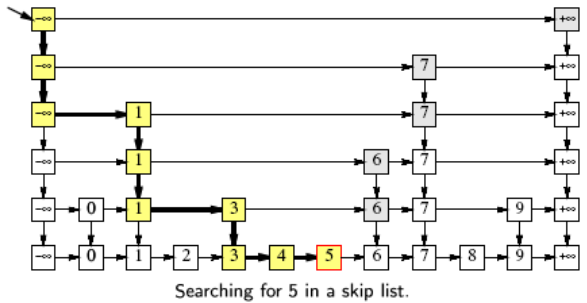 −∞ +∞
−∞ 7 +∞
−∞ 1 7 +∞
−∞ 1 6 7 +∞
−∞ 0 1 3 6 7 9 +∞
−∞ 0 1 2 3 4 5 6 7 8 9 +∞
Searching for 5 in a skip list.